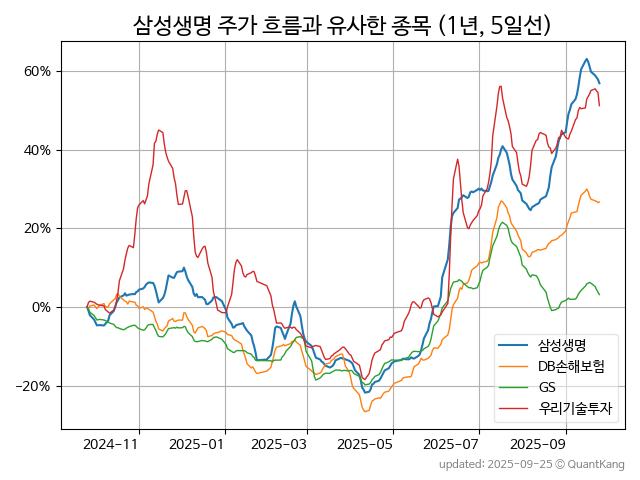 삼성생명 주가 흐름과 유사한 종목 (1년, 5일선)
60%
40%
20%
0%
−20%
삼성생명
DB손해보험
GS
우리기술투자
2024−11
2025−01
2025−03
2025−05
2025−07
2025−09
updated: 2025-09-25 © QuantKang